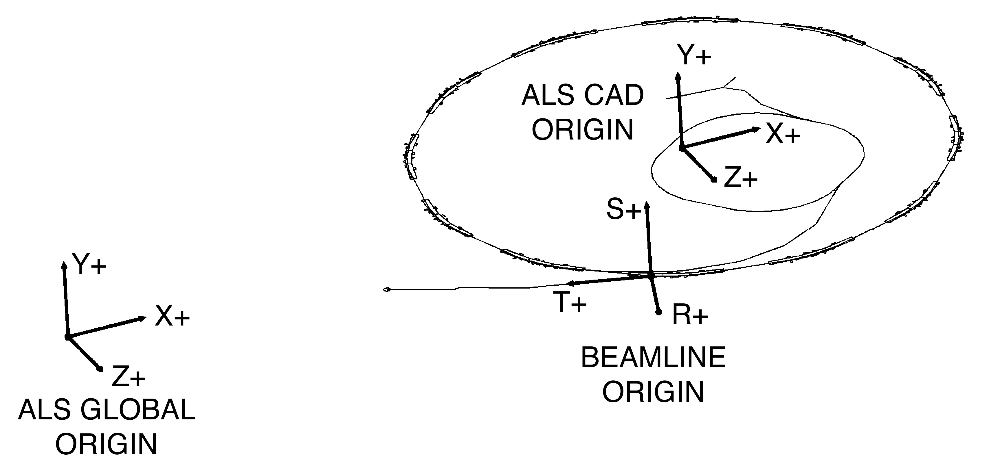 Y+
ALS CAD
ORIGIN
X+
Z+
S+
T+
R+
BEAMLINE
ORIGIN
Y+
X+
Z+
ALS GLOBAL
ORIGIN